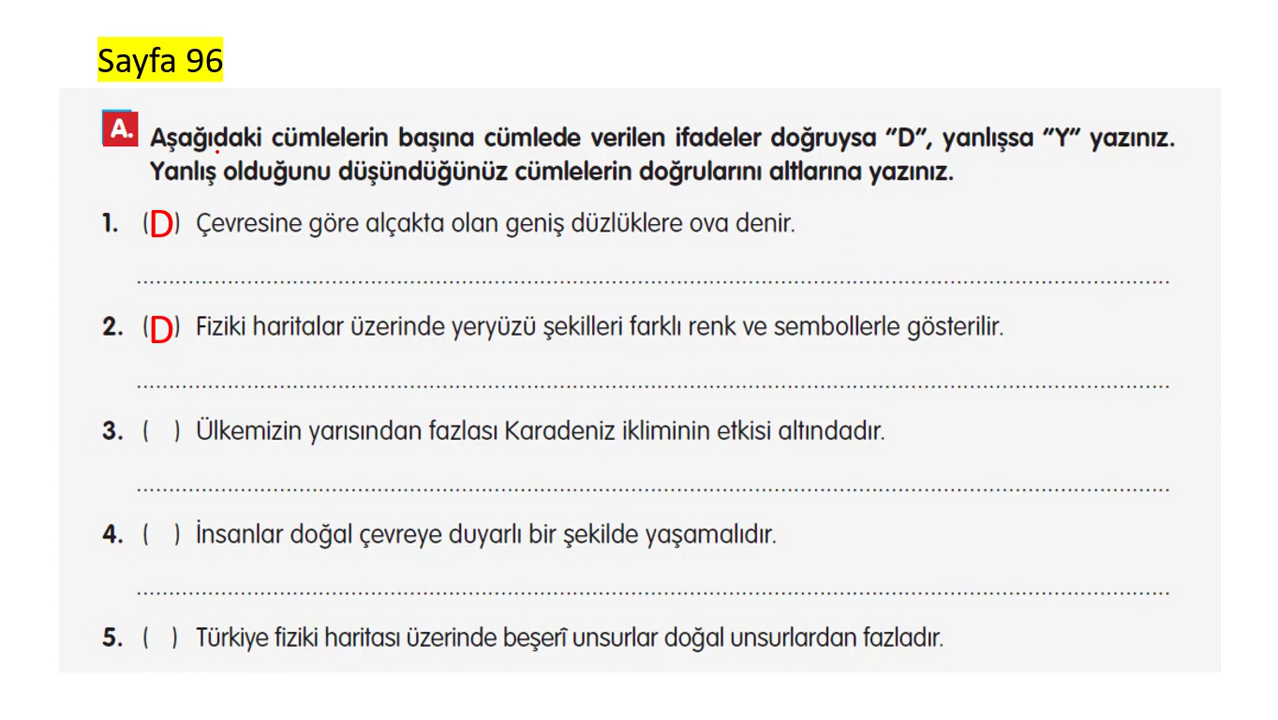 Sayfa 96
A. Aşağıdaki cümlelerin başına cümlede verilen ifadeler doğruysa “D”, yanlışsa “Y” yazınız.
Yanlış olduğunu düşündüğünüz cümlelerin doğrularını altlarına yazınız.
1. (D) Çevresine göre alçakta olan geniş düzlüklere ova denir.
2. (D) Fiziki haritalar üzerinde yeryüzü şekilleri farklı renk ve sembollerle gösterilir.
3. ( ) Ülkemizin yarısından fazlası Karadeniz ikliminin etkisi altındadır.
4. ( ) İnsanlar doğal çevreye duyarlı bir şekilde yaşamalıdır.
5. ( ) Türkiye fiziki haritası üzerinde beşerî unsurlar doğal unsurlardan fazladır.